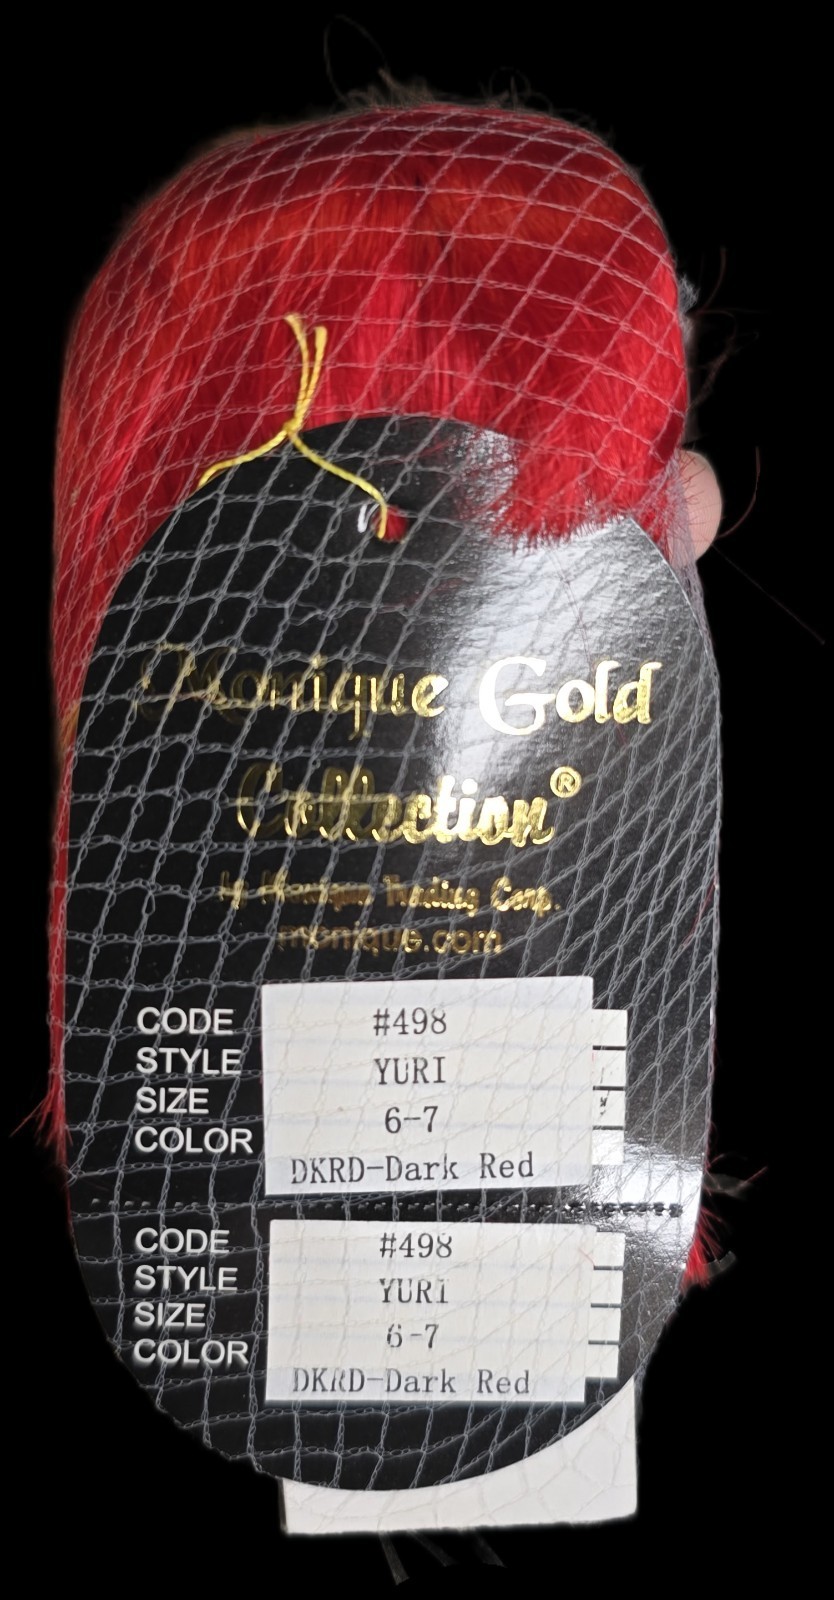 Monique Gold
Collection®
by Monique Trading Corp.
monique.com
CODE #498
STYLE YURI
SIZE 6-7
COLOR DKRD-Dark Red
CODE #498
STYLE YURI
SIZE 6-7
COLOR DKRD-Dark Red